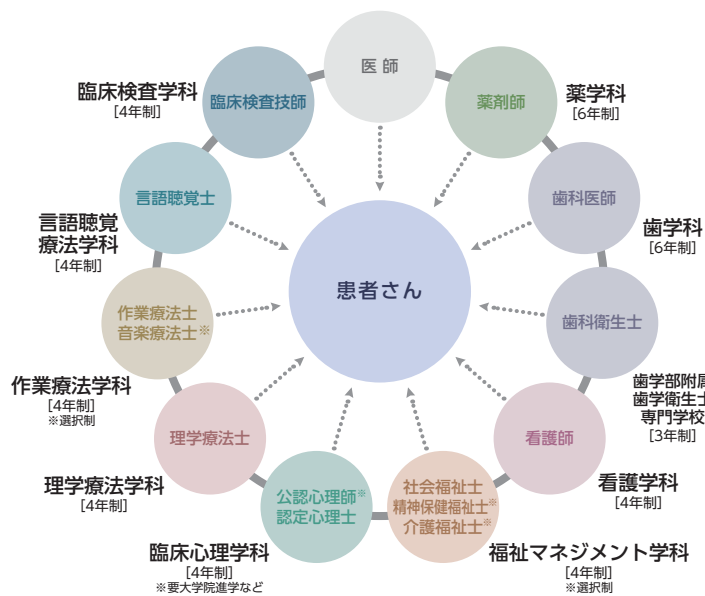 医 師
薬剤師
薬学科
[6年制]
歯科医師
歯学科
[6年制]
歯科衛生士
歯学部附属
歯学衛生士
専門学校
[3年制]
看護師
看護学科
[4年制]
社会福祉士
精神保健福祉士※
介護福祉士※
福祉マネジメント学科
[4年制]
※選択制
公認心理師※
認定心理士
臨床心理学科
[4年制]
※要大学院進学など
理学療法士
理学療法学科
[4年制]
作業療法士
音楽療法士※
作業療法学科
[4年制]
※選択制
言語聴覚士
言語聴覚
療法学科
[4年制]
臨床検査技師
臨床検査学科
[4年制]
患者さん